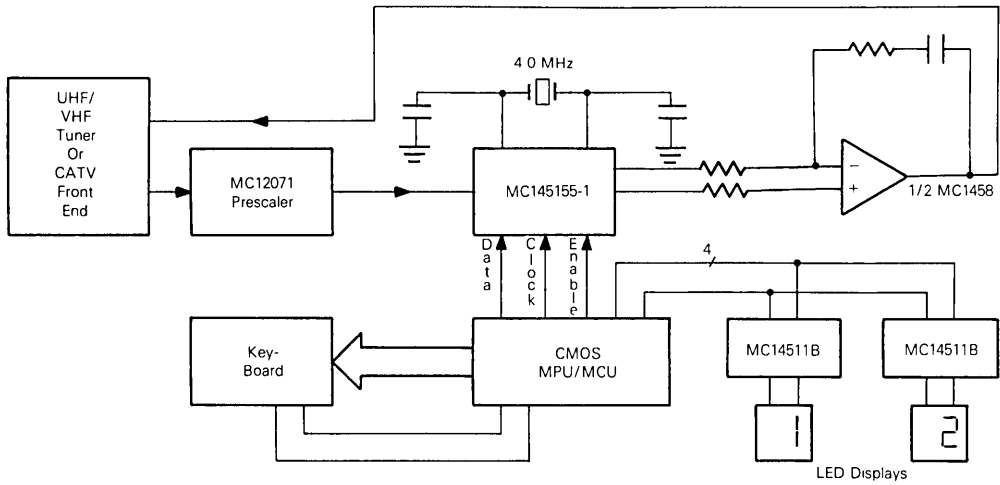 4.0 MHz
UHF/
VHF
Tuner
Or
CATV
Front
End
MC12071
Prescaler
MC145155-1
−
+
1/2 MC1458
Data
Clock
Enable
4
Key-
Board
CMOS
MPU/MCU
MC14511B
MC14511B
1
2
LED Displays